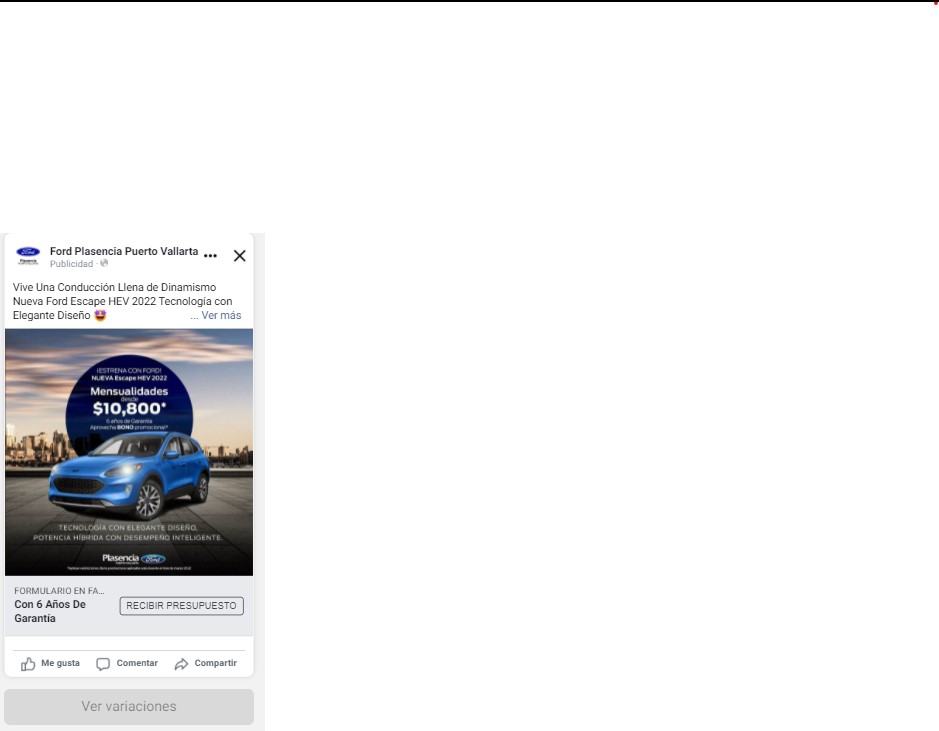 Ford Plasencia Puerto Vallarta
Publicidad ·
Vive Una Conducción Llena de Dinamismo
Nueva Ford Escape HEV 2022 Tecnología con
Elegante Diseño 🤩 ... Ver más
¡ESTRENA CON FORD!
NUEVA Escape HEV 2022
Mensualidades
desde
$10,800*
6 años de Garantía
Aprovecha BONO promocional*
TECNOLOGÍA CON ELEGANTE DISEÑO,
POTENCIA HÍBRIDA CON DESEMPEÑO INTELIGENTE.
Plasencia Ford
FORMULARIO EN FA...
Con 6 Años De
Garantía
RECIBIR PRESUPUESTO
Me gusta Comentar Compartir
Ver variaciones